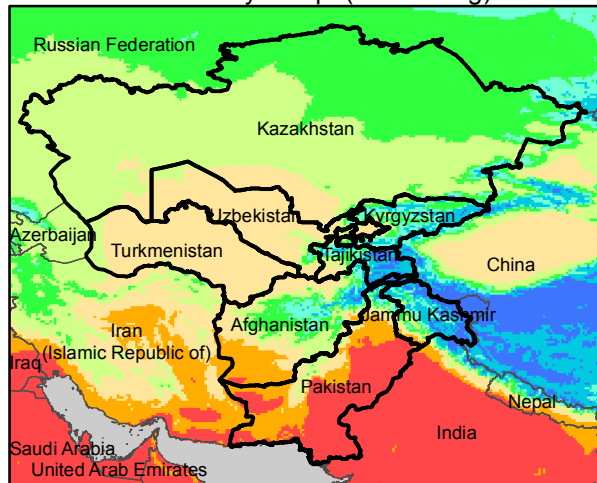 Russian Federation
Kazakhstan
Uzbekistan
Kyrgyzstan
Azerbaijan
Turkmenistan
Tajikistan
China
Iran
(Islamic Republic of)
Afghanistan
Jammu Kashmir
Iraq
Pakistan
Nepal
India
Saudi Arabia
United Arab Emirates